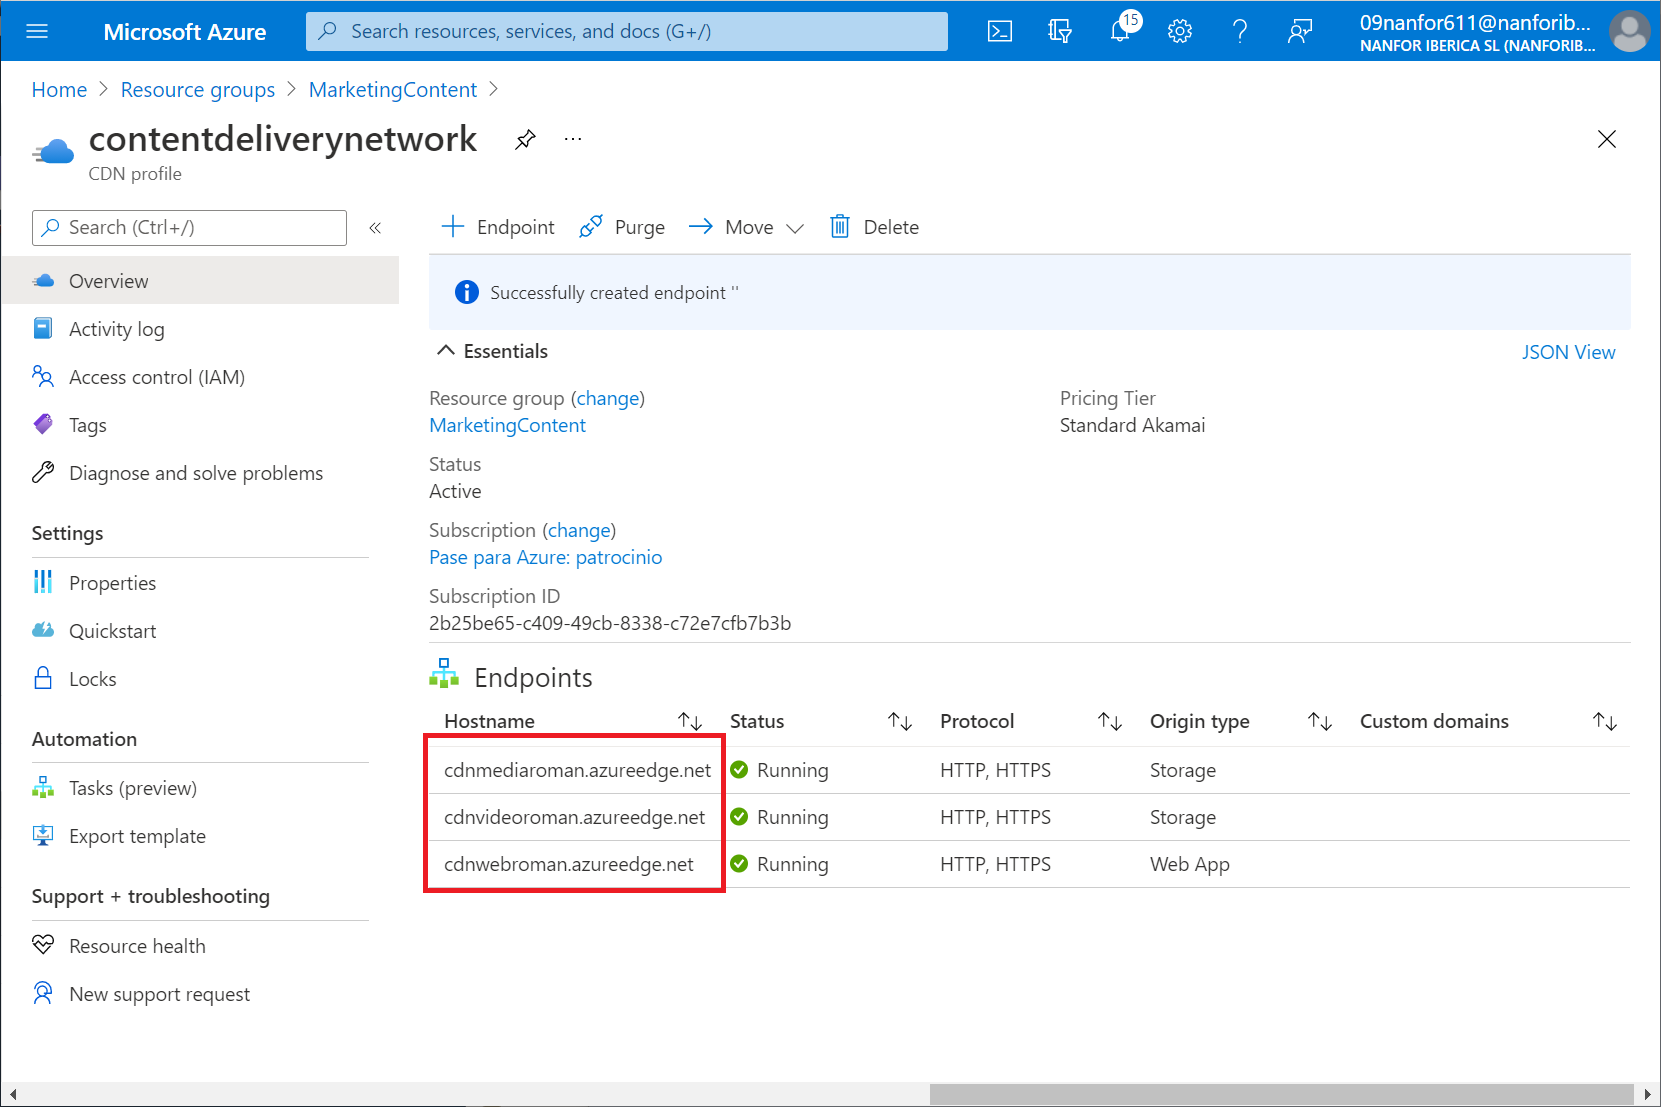 Microsoft Azure
Search resources, services, and docs (G+/)
15
09nanfor611@nanforib...
NANFOR IBERICA SL (NANFORIB...
Home > Resource groups > MarketingContent >
contentdeliverynetwork
...
CDN profile
Search (Ctrl+/)
«
Overview
Activity log
Access control (IAM)
Tags
Diagnose and solve problems
Settings
Properties
Quickstart
Locks
Automation
Tasks (preview)
Export template
Support + troubleshooting
Resource health
New support request
Endpoint
Purge
Move
Delete
Successfully created endpoint ''
Essentials
JSON View
Resource group (change)
MarketingContent
Status
Active
Subscription (change)
Pase para Azure: patrocinio
Subscription ID
2b25be65-c409-49cb-8338-c72e7cfb7b3b
Pricing Tier
Standard Akamai
Endpoints
Hostname Status Protocol Origin type Custom domains
cdnmediaroman.azureedge.net Running HTTP, HTTPS Storage
cdnvideoroman.azureedge.net Running HTTP, HTTPS Storage
cdnwebroman.azureedge.net Running HTTP, HTTPS Web App